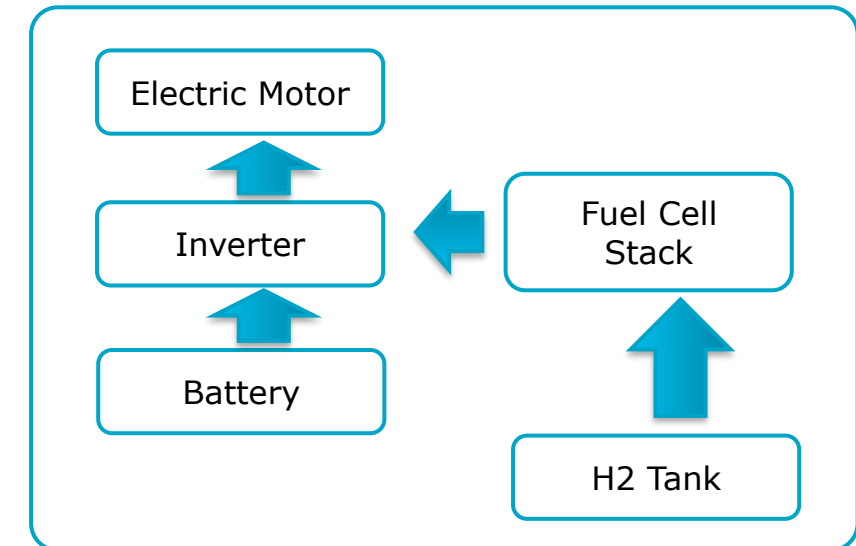 Electric Motor
Inverter
Battery
Fuel Cell
Stack
H2 Tank